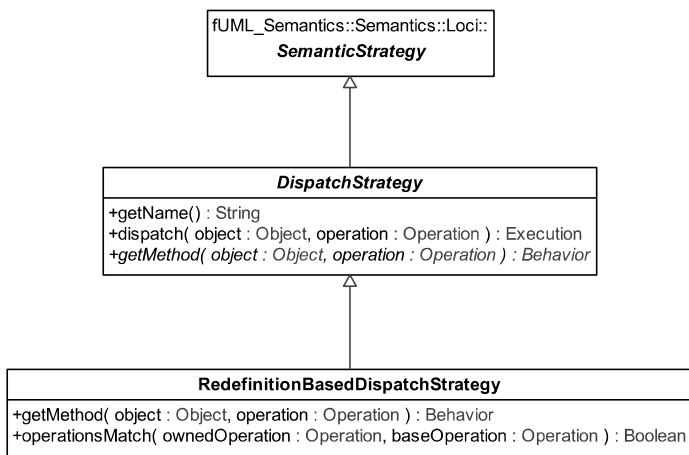 fUML_Semantics::Semantics::Loci::
SemanticStrategy
DispatchStrategy
+getName() : String
+dispatch( object : Object, operation : Operation ) : Execution
+getMethod( object : Object, operation : Operation ) : Behavior
RedefinitionBasedDispatchStrategy
+getMethod( object : Object, operation : Operation ) : Behavior
+operationsMatch( ownedOperation : Operation, baseOperation : Operation ) : Boolean